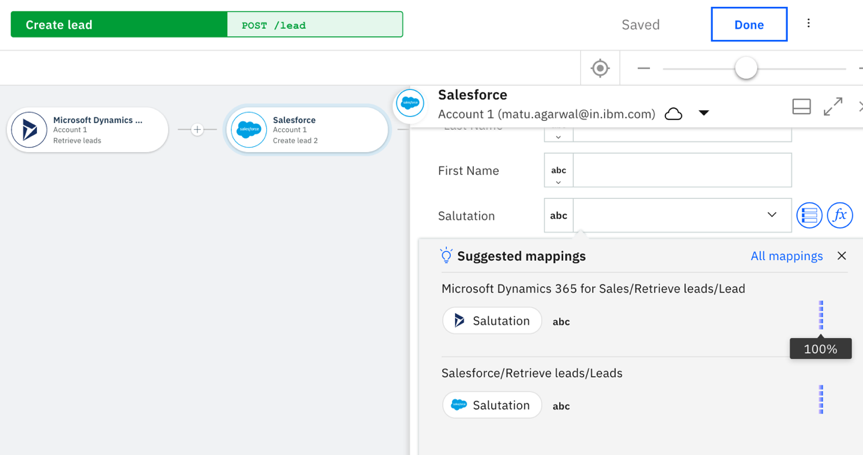 Create lead
POST /lead
Saved
Done
Salesforce
Account 1 (matu.agarwal@in.ibm.com)
Microsoft Dynamics ...
Account 1
Retrieve leads
Salesforce
Account 1
Create lead 2
Last Name
First Name
abc
Salutation
abc
fx
Suggested mappings
All mappings
Microsoft Dynamics 365 for Sales/Retrieve leads/Lead
Salutation
abc
100%
Salesforce/Retrieve leads/Leads
Salutation
abc